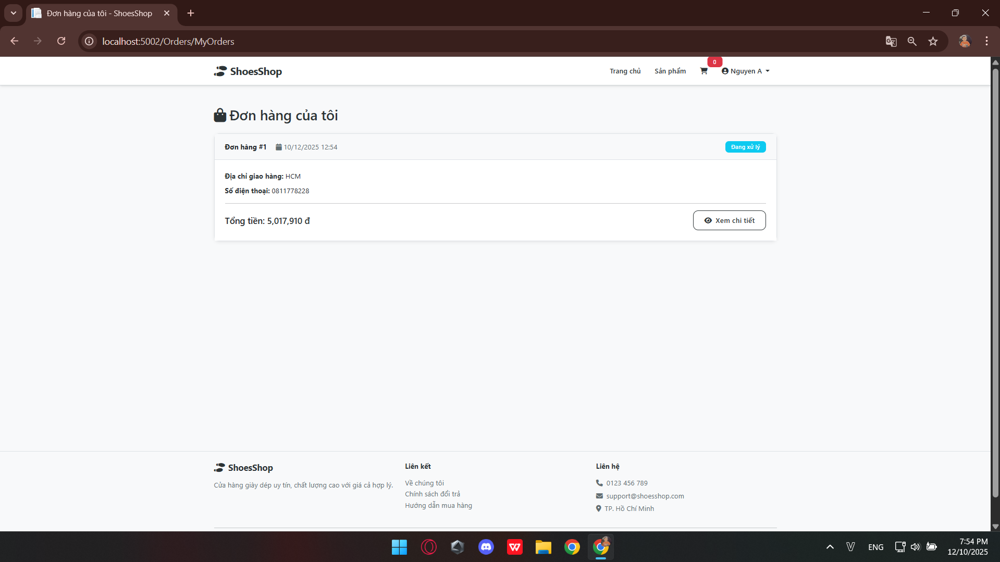 Đơn hàng của tôi - ShoesShop
localhost:5002/Orders/MyOrders
ShoesShop
Trang chủ
Sản phẩm
0
Nguyen A
Đơn hàng của tôi
Đơn hàng #1
10/12/2025 12:54
Đang xử lý
Địa chỉ giao hàng: HCM
Số điện thoại: 0811778228
Tổng tiền: 5,017,910 đ
Xem chi tiết
ShoesShop
Cửa hàng giày dép uy tín, chất lượng cao với giá cả hợp lý.
Liên kết
Về chúng tôi
Chính sách đổi trả
Hướng dẫn mua hàng
Liên hệ
0123 456 789
support@shoesshop.com
TP. Hồ Chí Minh
V
ENG
7:54 PM
12/10/2025